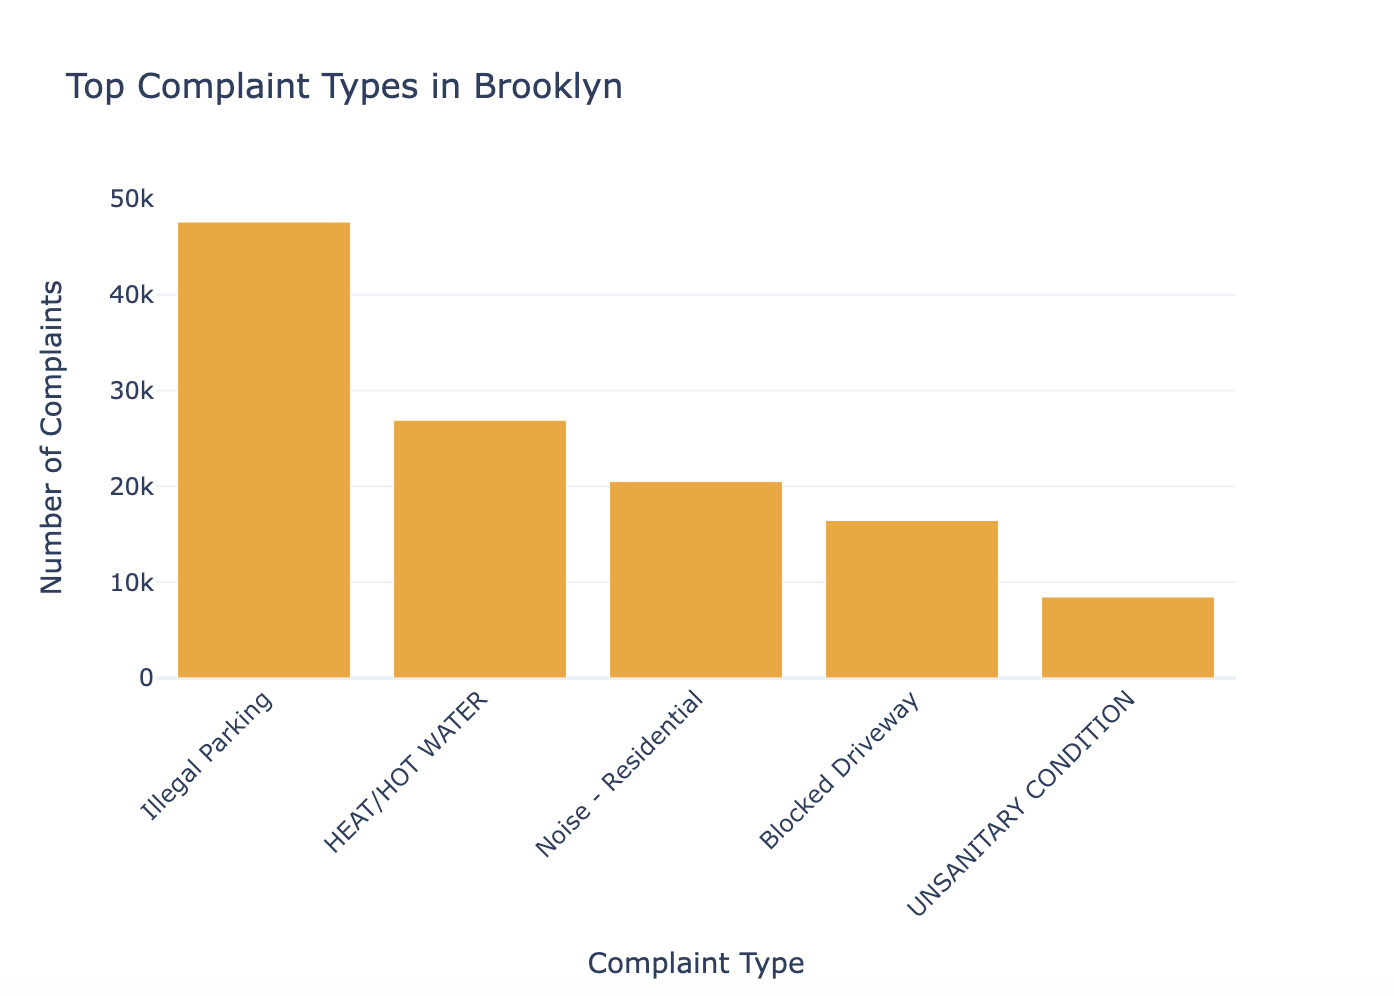 Top Complaint Types in Brooklyn
50k
40k
30k
20k
10k
0
Number of Complaints
Illegal Parking
HEAT/HOT WATER
Noise - Residential
Blocked Driveway
UNSANITARY CONDITION
Complaint Type